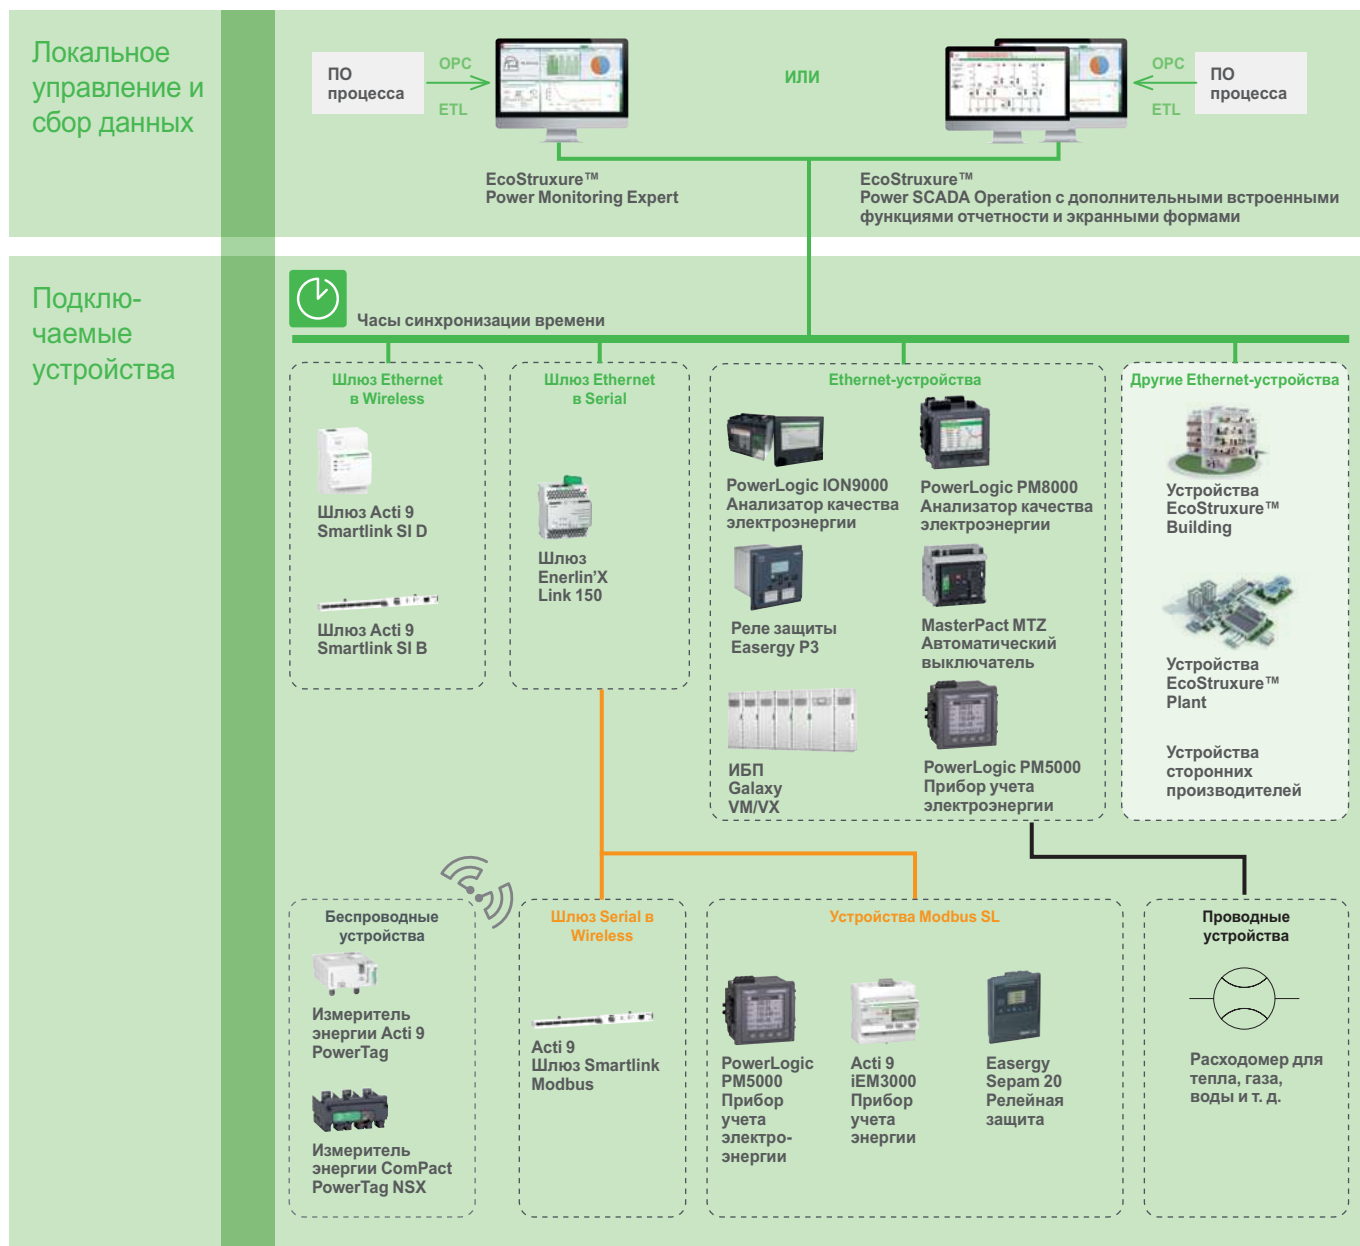 Локальное
управление и
сбор данных
ПО
процесса
OPC
ETL
ИЛИ
OPC
ETL
ПО
процесса
EcoStruxure™
Power Monitoring Expert
EcoStruxure™
Power SCADA Operation с дополнительными встроенными
функциями отчетности и экранными формами
Подклю-
чаемые
устройства
Часы синхронизации времени
Шлюз Ethernet
в Wireless
Шлюз Acti 9
Smartlink SI D
Шлюз Acti 9
Smartlink SI B
Шлюз Ethernet
в Serial
Шлюз
Enerlin’X
Link 150
Ethernet-устройства
PowerLogic ION9000
Анализатор качества
электроэнергии
PowerLogic PM8000
Анализатор качества
электроэнергии
Реле защиты
Easergy P3
MasterPact MTZ
Автоматический
выключатель
ИБП
Galaxy
VM/VX
PowerLogic PM5000
Прибор учета
электроэнергии
Другие Ethernet-устройства
Устройства
EcoStruxure™
Building
Устройства
EcoStruxure™
Plant
Устройства
сторонних
производителей
Беспроводные
устройства
Измеритель
энергии Acti 9
PowerTag
Измеритель
энергии ComPact
PowerTag NSX
Шлюз Serial в
Wireless
Acti 9
Шлюз Smartlink
Modbus
Устройства Modbus SL
PowerLogic
PM5000
Прибор
учета
электро-
энергии
Acti 9
iEM3000
Прибор
учета
энергии
Easergy
Sepam 20
Релейная
защита
Проводные
устройства
Расходомер для
тепла, газа,
воды и т. д.